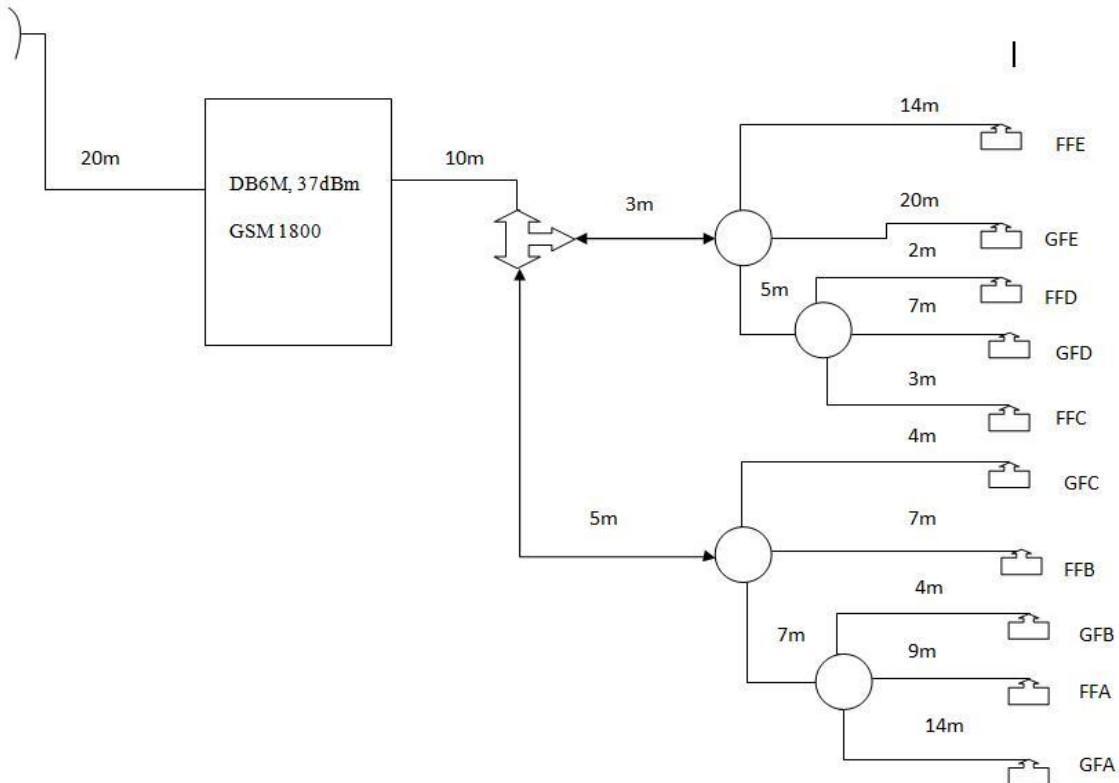 14m
FFE
20m
DB6M, 37dBm
GSM 1800
10m
3m
20m
GFE
2m
5m
FFD
7m
GFD
3m
FFC
4m
GFC
5m
7m
FFB
4m
7m
GFB
9m
FFA
14m
GFA